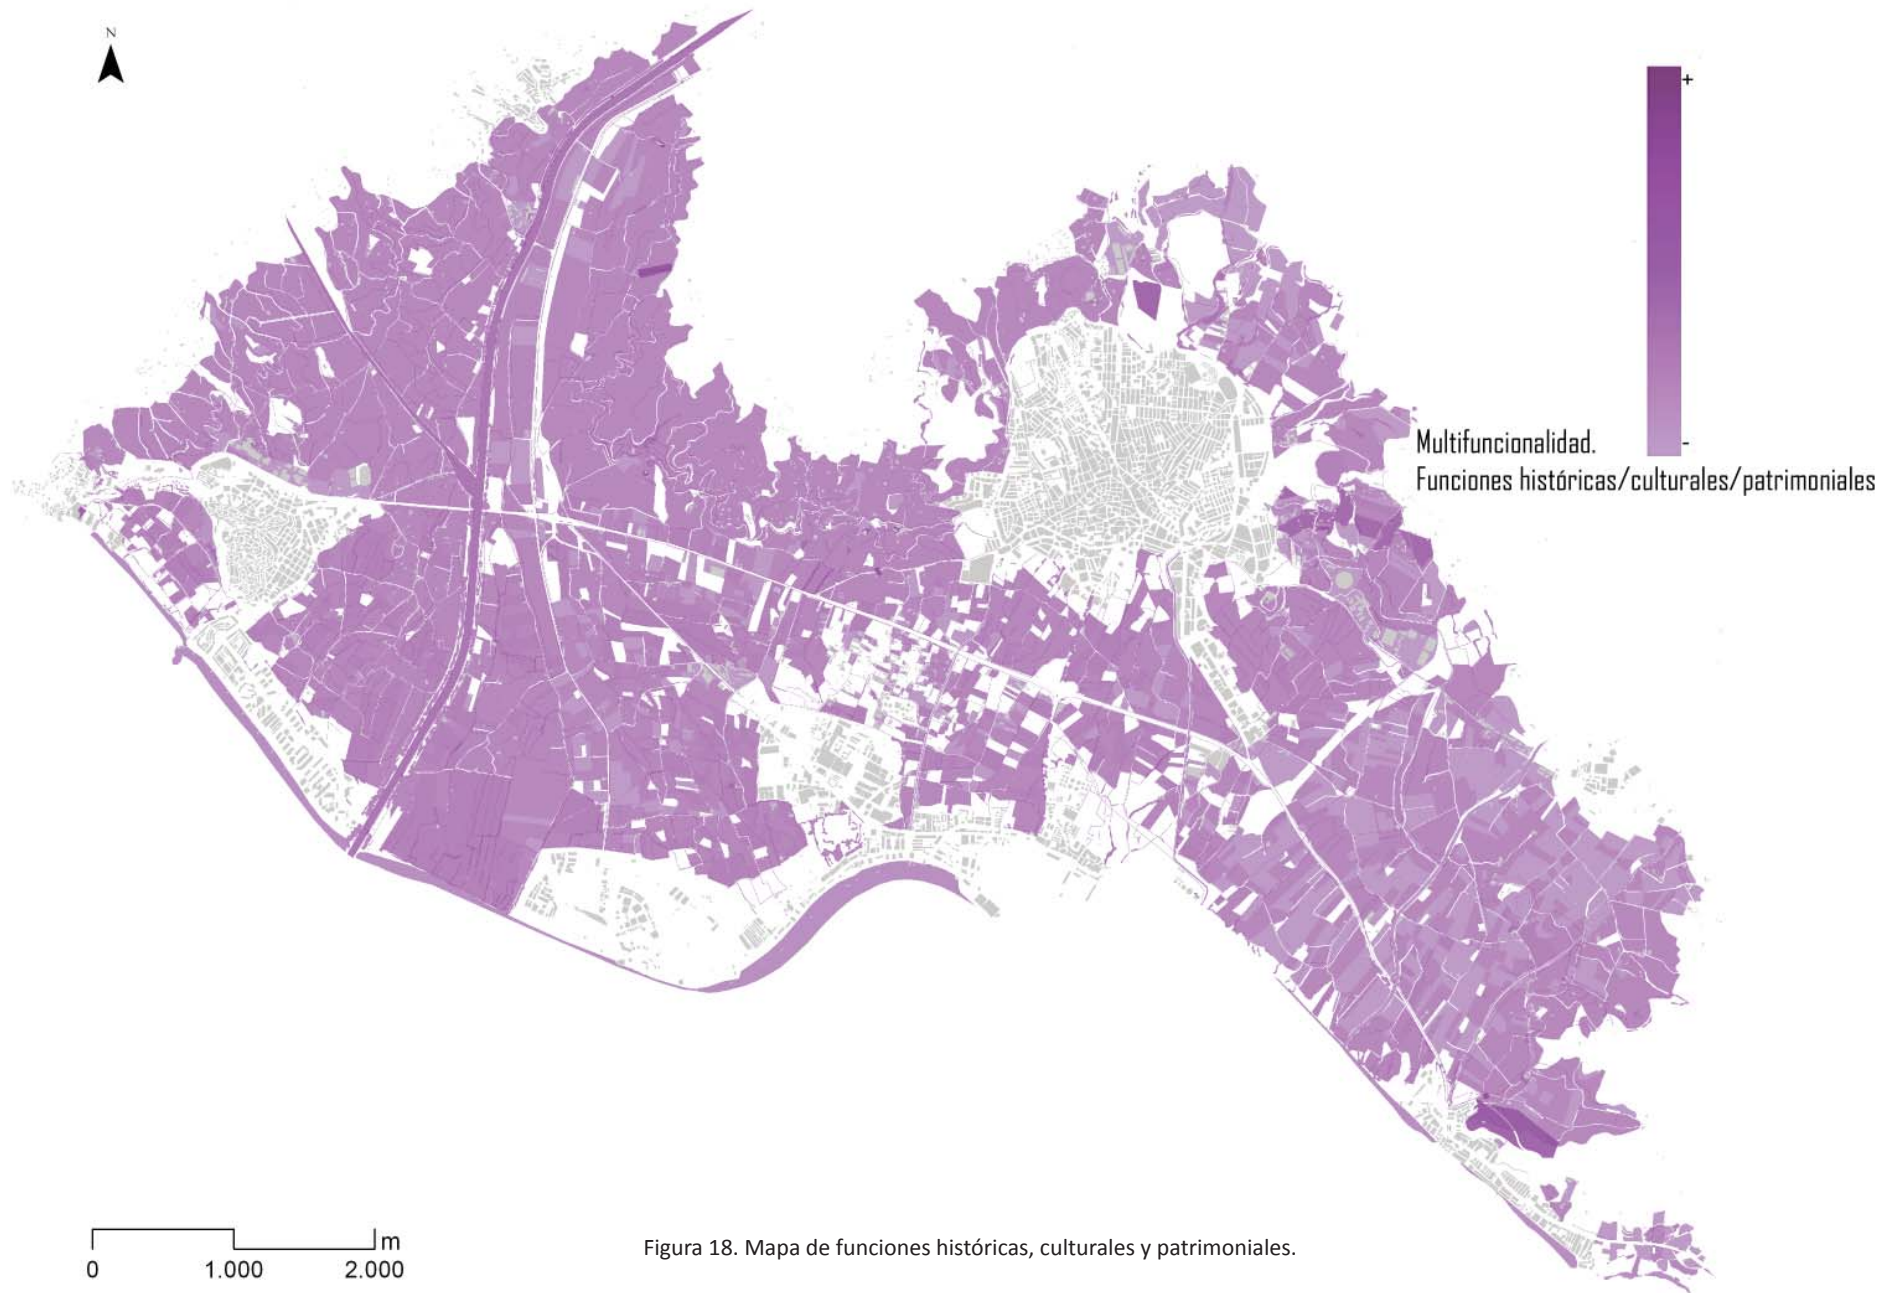 N
+
-
Multifuncionalidad.
Funciones históricas/culturales/patrimoniales
m
0 1.000 2.000
Figura 18. Mapa de funciones históricas, culturales y patrimoniales.